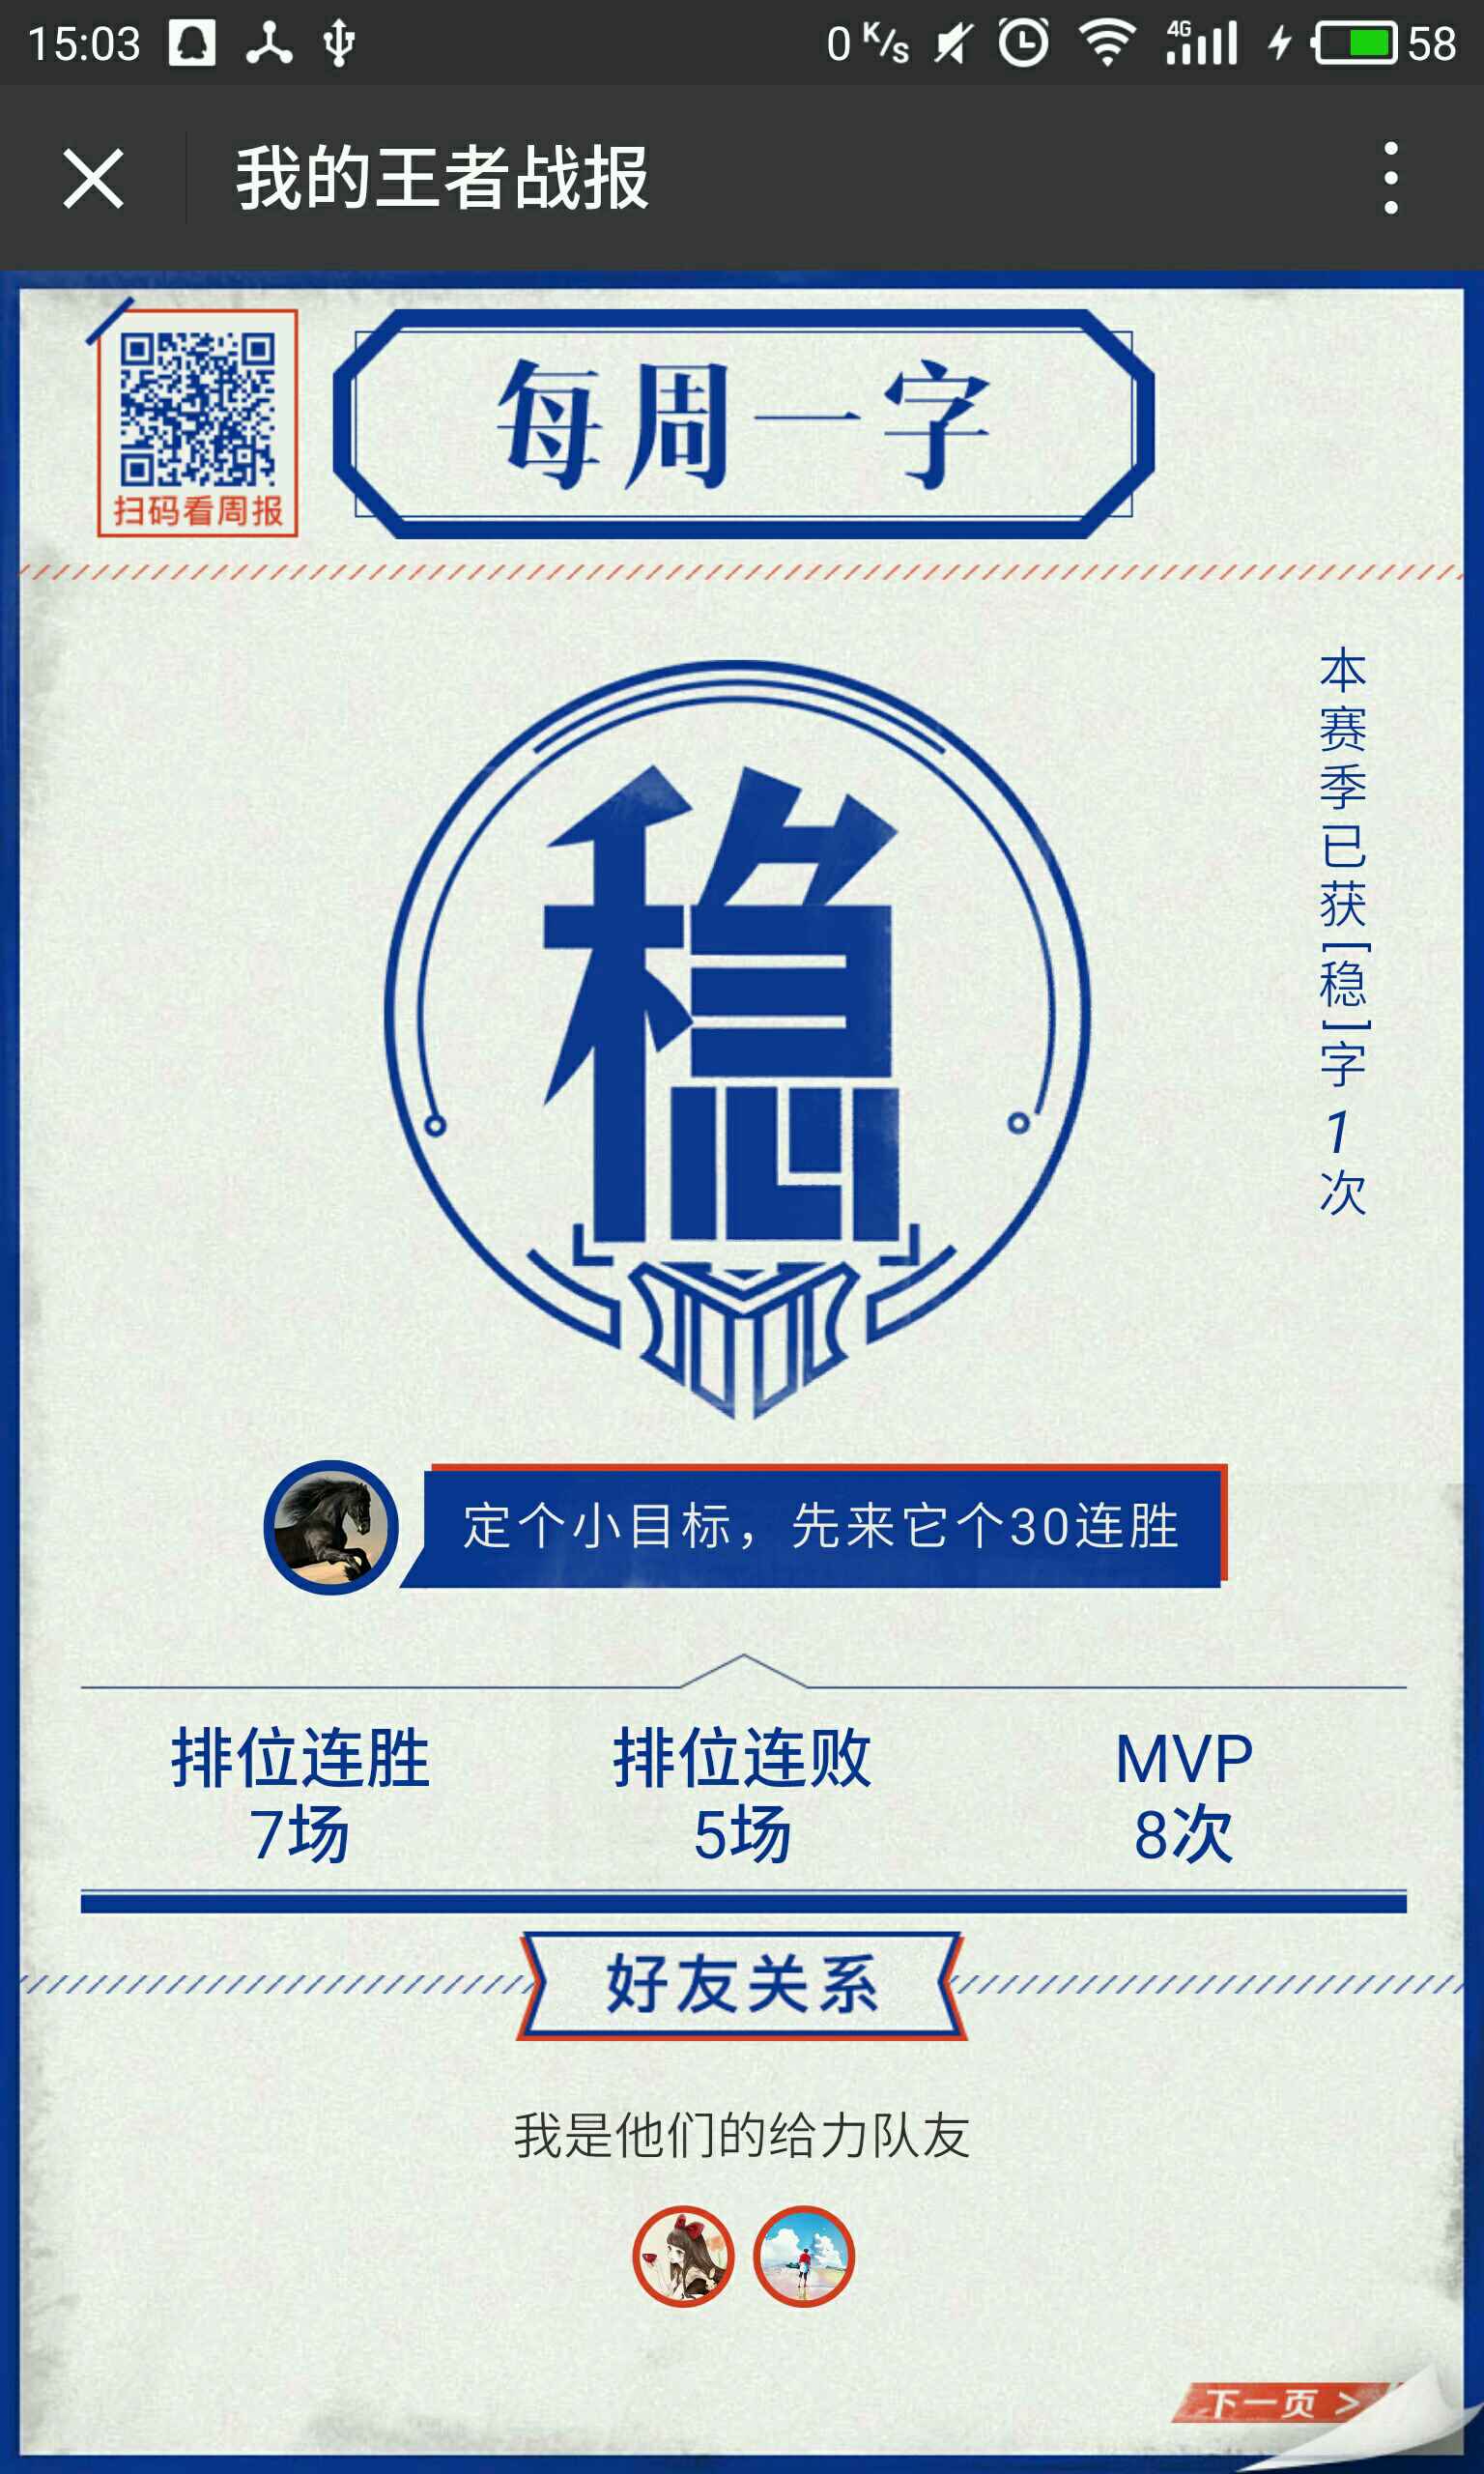 15:03
0 K/s
4G
58
我的王者战报
每周一字
扫码看周报
本赛季已获[稳]字1次
稳
定个小目标，先来它个30连胜
排位连胜 排位连败 MVP
7场 5场 8次
好友关系
我是他们的给力队友
下一页 >